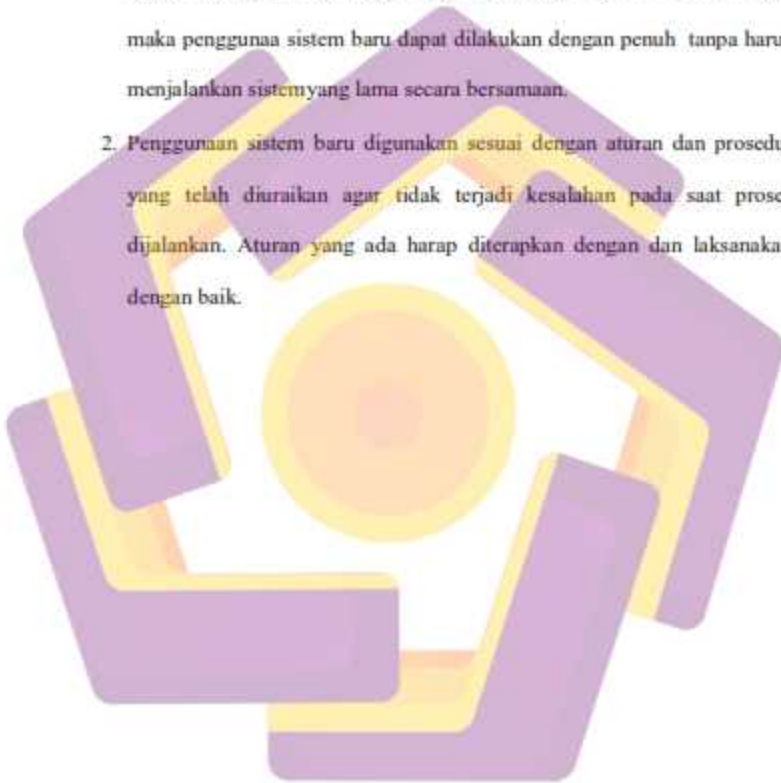 maka penggunaa sistem baru dapat dilakukan dengan penuh tanpa haru
menjalankan sistemyang lama secara bersamaan.
2. Penggunaan sistem baru digunakan sesuai dengan aturan dan prosedu
yang telah diuraikan agar tidak terjadi kesalahan pada saat prose
dijalankan. Aturan yang ada harap diterapkan dengan dan laksanaka
dengan baik.